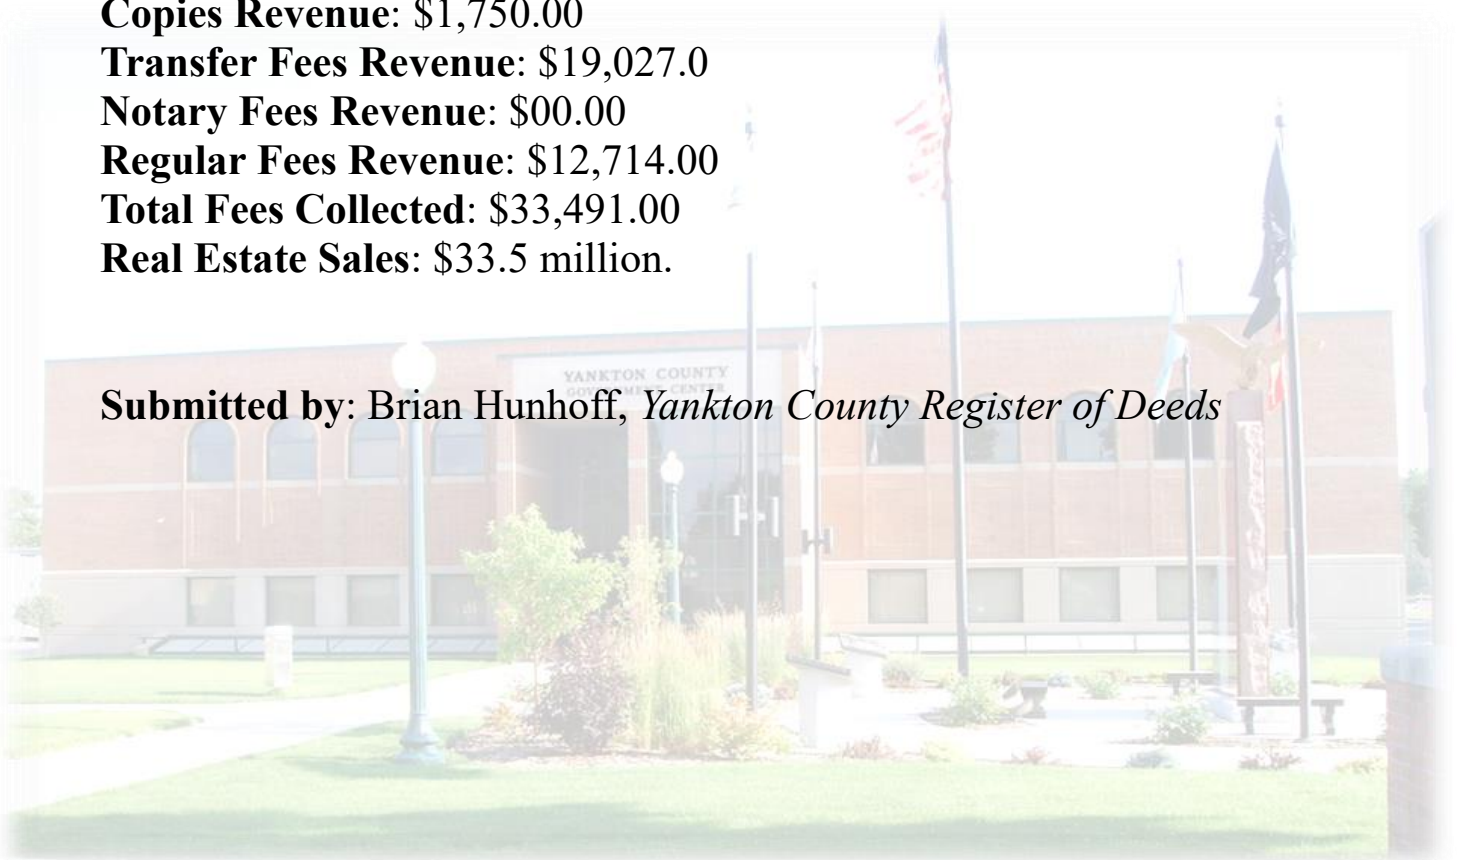 Copies Revenue: $1,750.00
Transfer Fees Revenue: $19,027.0
Notary Fees Revenue: $00.00
Regular Fees Revenue: $12,714.00
Total Fees Collected: $33,491.00
Real Estate Sales: $33.5 million.
YANKTON COUNTY
GOVERNMENT CENTER
Submitted by: Brian Hunhoff, Yankton County Register of Deeds